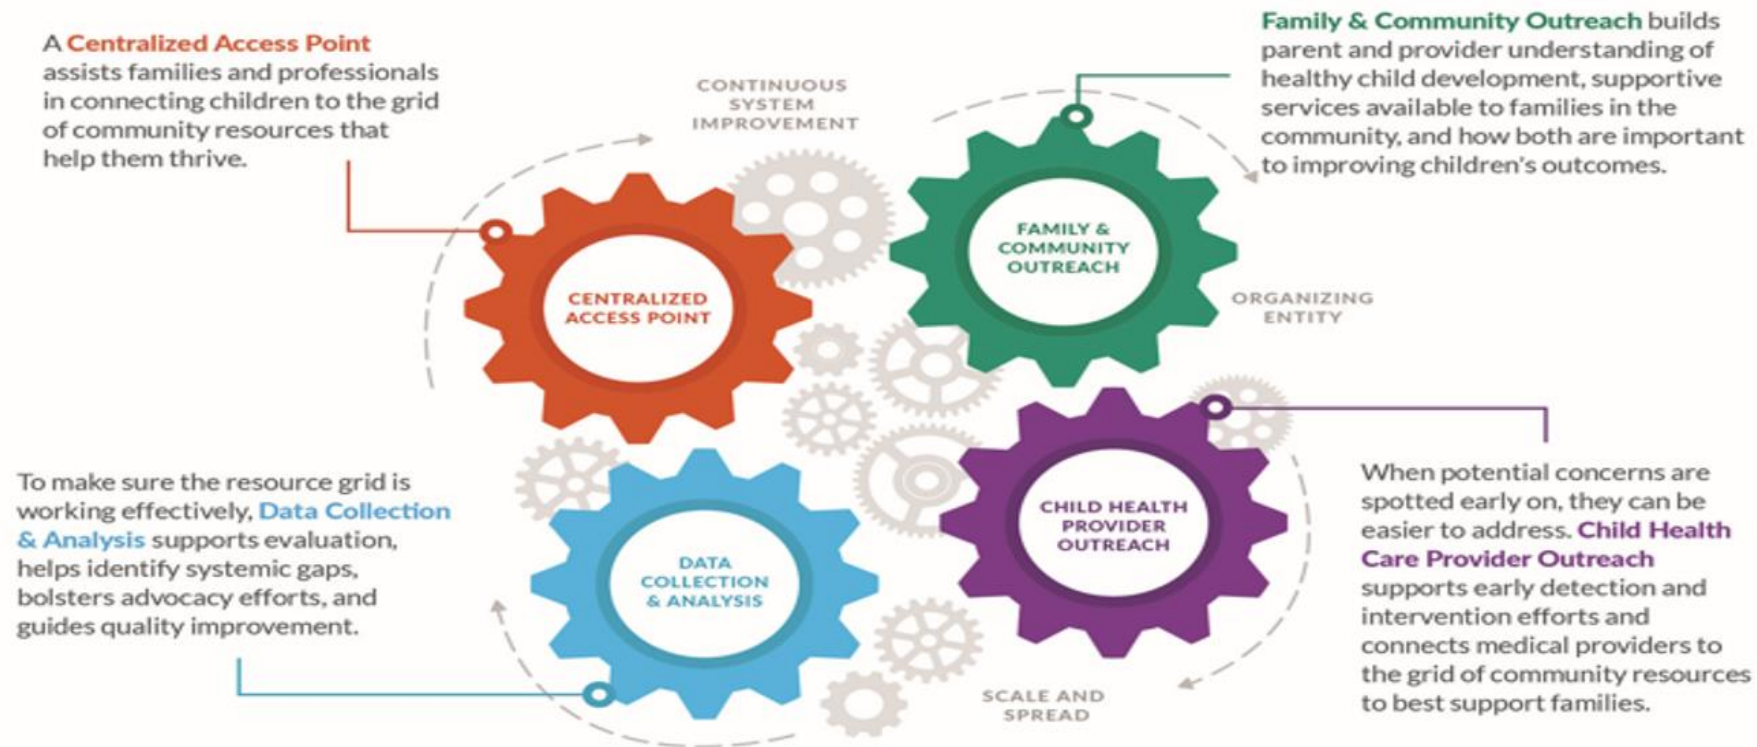 A Centralized Access Point
assists families and professionals
in connecting children to the grid
of community resources that
help them thrive.
CONTINUOUS
SYSTEM
IMPROVEMENT
Family & Community Outreach builds
parent and provider understanding of
healthy child development, supportive
services available to families in the
community, and how both are important
to improving children's outcomes.
CENTRALIZED
ACCESS POINT
FAMILY &
COMMUNITY
OUTREACH
ORGANIZING
ENTITY
To make sure the resource grid is
working effectively, Data Collection
& Analysis supports evaluation,
helps identify systemic gaps,
bolsters advocacy efforts, and
guides quality improvement.
DATA
COLLECTION
& ANALYSIS
CHILD HEALTH
PROVIDER
OUTREACH
When potential concerns are
spotted early on, they can be
easier to address. Child Health
Care Provider Outreach
supports early detection and
intervention efforts and
connects medical providers to
the grid of community resources
to best support families.
SCALE AND
SPREAD